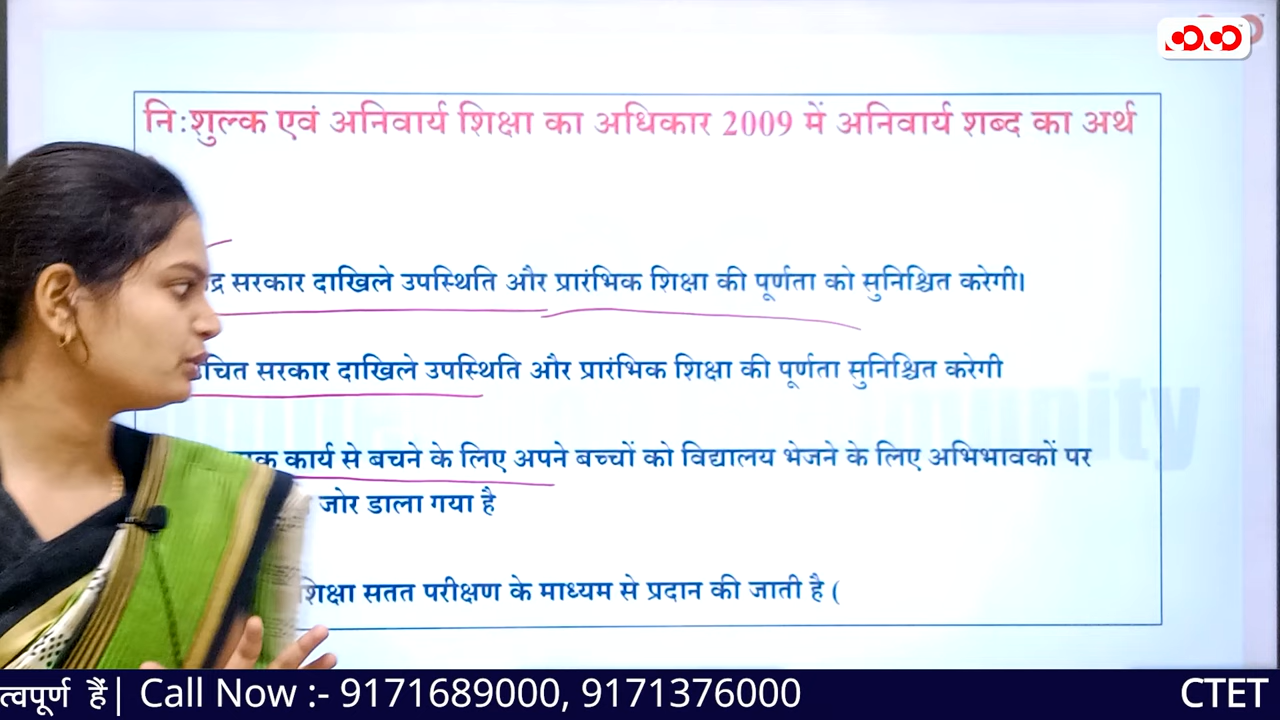 नि:शुल्क एवं अनिवार्य शिक्षा का अधिकार 2009 में अनिवार्य शब्द का अर्थ
सरकार दाखिले उपस्थिति और प्रारंभिक शिक्षा की पूर्णता को सुनिश्चित करेगी।
सरकार दाखिले उपस्थिति और प्रारंभिक शिक्षा की पूर्णता सुनिश्चित करेगी
कार्य से बचने के लिए अपने बच्चों को विद्यालय भेजने के लिए अभिभावकों पर
जोर डाला गया है
शिक्षा सतत परीक्षण के माध्यम से प्रदान की जाती है (
त्वपूर्ण हैं| Call Now :- 9171689000, 9171376000
CTET